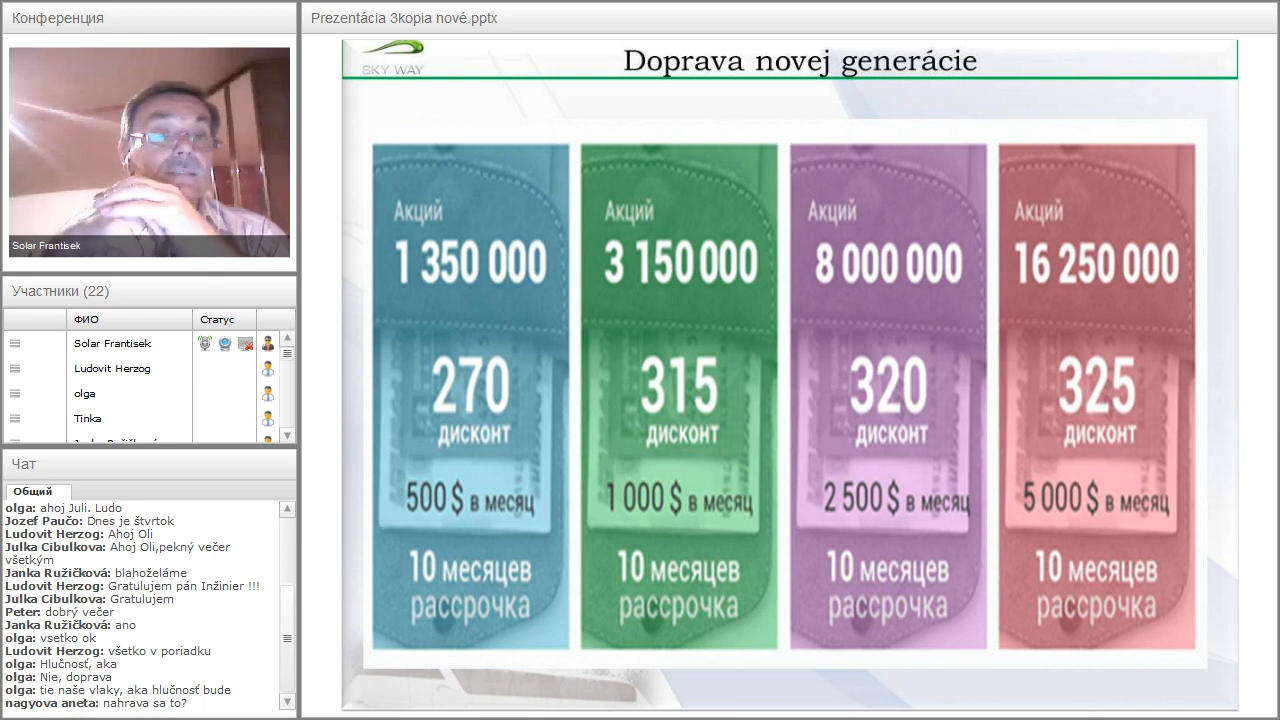 Конференция
Solar Frantisek
Участники (22)
ФИО
Статус
Solar Frantisek
Ludovit Herzog
olga
Tinka
Чат
Общий
olga: ahoj Juli. Ludo
Jozef Paučo: Dnes je štvrtok
Ludovit Herzog: Ahoj Oli
Julka Cibulkova: Ahoj Oli,pekný večer
všetkým
Janka Ružičková: blahoželáme
Ludovit Herzog: Gratulujem pán Inžinier !!!
Julka Cibulkova: Gratulujem
Peter: dobrý večer
Janka Ružičková: ano
olga: vsetko ok
Ludovit Herzog: všetko v poriadku
olga: Hlučnosť, aka
olga: Nie, doprava
olga: tie naše vlaky, aka hlučnosť bude
nagyova aneta: nahrava sa to?
Prezentácia 3kopia nové.pptx
SKY WAY
Doprava novej generácie
Акций
1 350 000
270
дисконт
500 $ в месяц
10 месяцев
рассрочка
Акций
3 150 000
315
дисконт
1 000 $ в месяц
10 месяцев
рассрочка
Акций
8 000 000
320
дисконт
2 500 $ в месяц
10 месяцев
рассрочка
Акций
16 250 000
325
дисконт
5 000 $ в месяц
10 месяцев
рассрочка